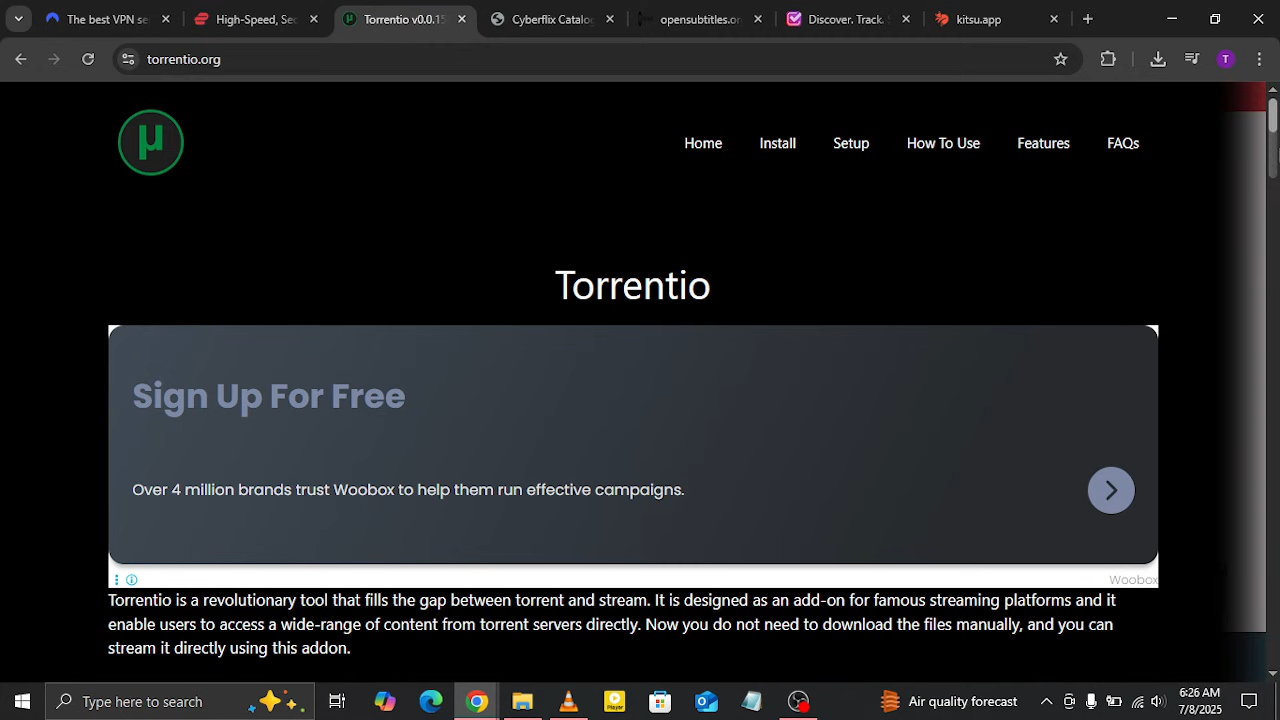 The best VPN se
High-Speed, Sec
Torrentio v0.0.15
Cyberflix Catalog
opensubtitles.or
Discover. Track. S
kitsu.app
torrentio.org
T
µ
Home
Install
Setup
How To Use
Features
FAQs
Torrentio
Sign Up For Free
Over 4 million brands trust Woobox to help them run effective campaigns.
Woobox
Torrentio is a revolutionary tool that fills the gap between torrent and stream. It is designed as an add-on for famous streaming platforms and it
enable users to access a wide-range of content from torrent servers directly. Now you do not need to download the files manually, and you can
stream it directly using this addon.
Type here to search
Player
Air quality forecast
6:26 AM
7/8/2025